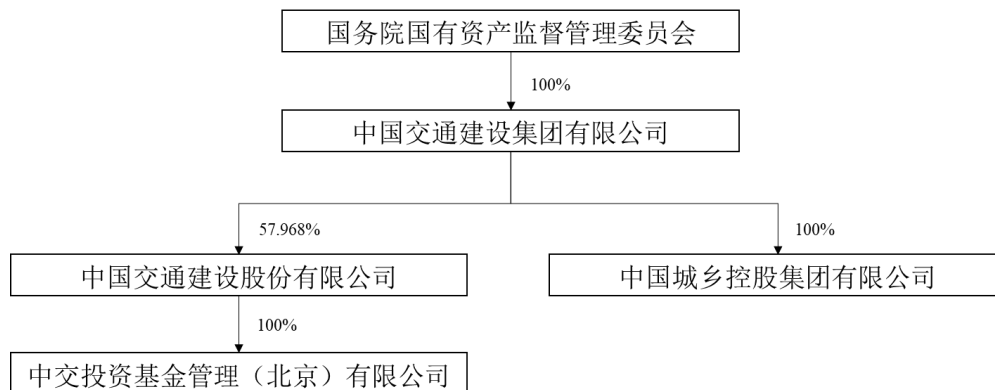 国务院国有资产监督管理委员会
100%
中国交通建设集团有限公司
57.968%
100%
中国交通建设股份有限公司
中国城乡控股集团有限公司
100%
中交投资基金管理（北京）有限公司